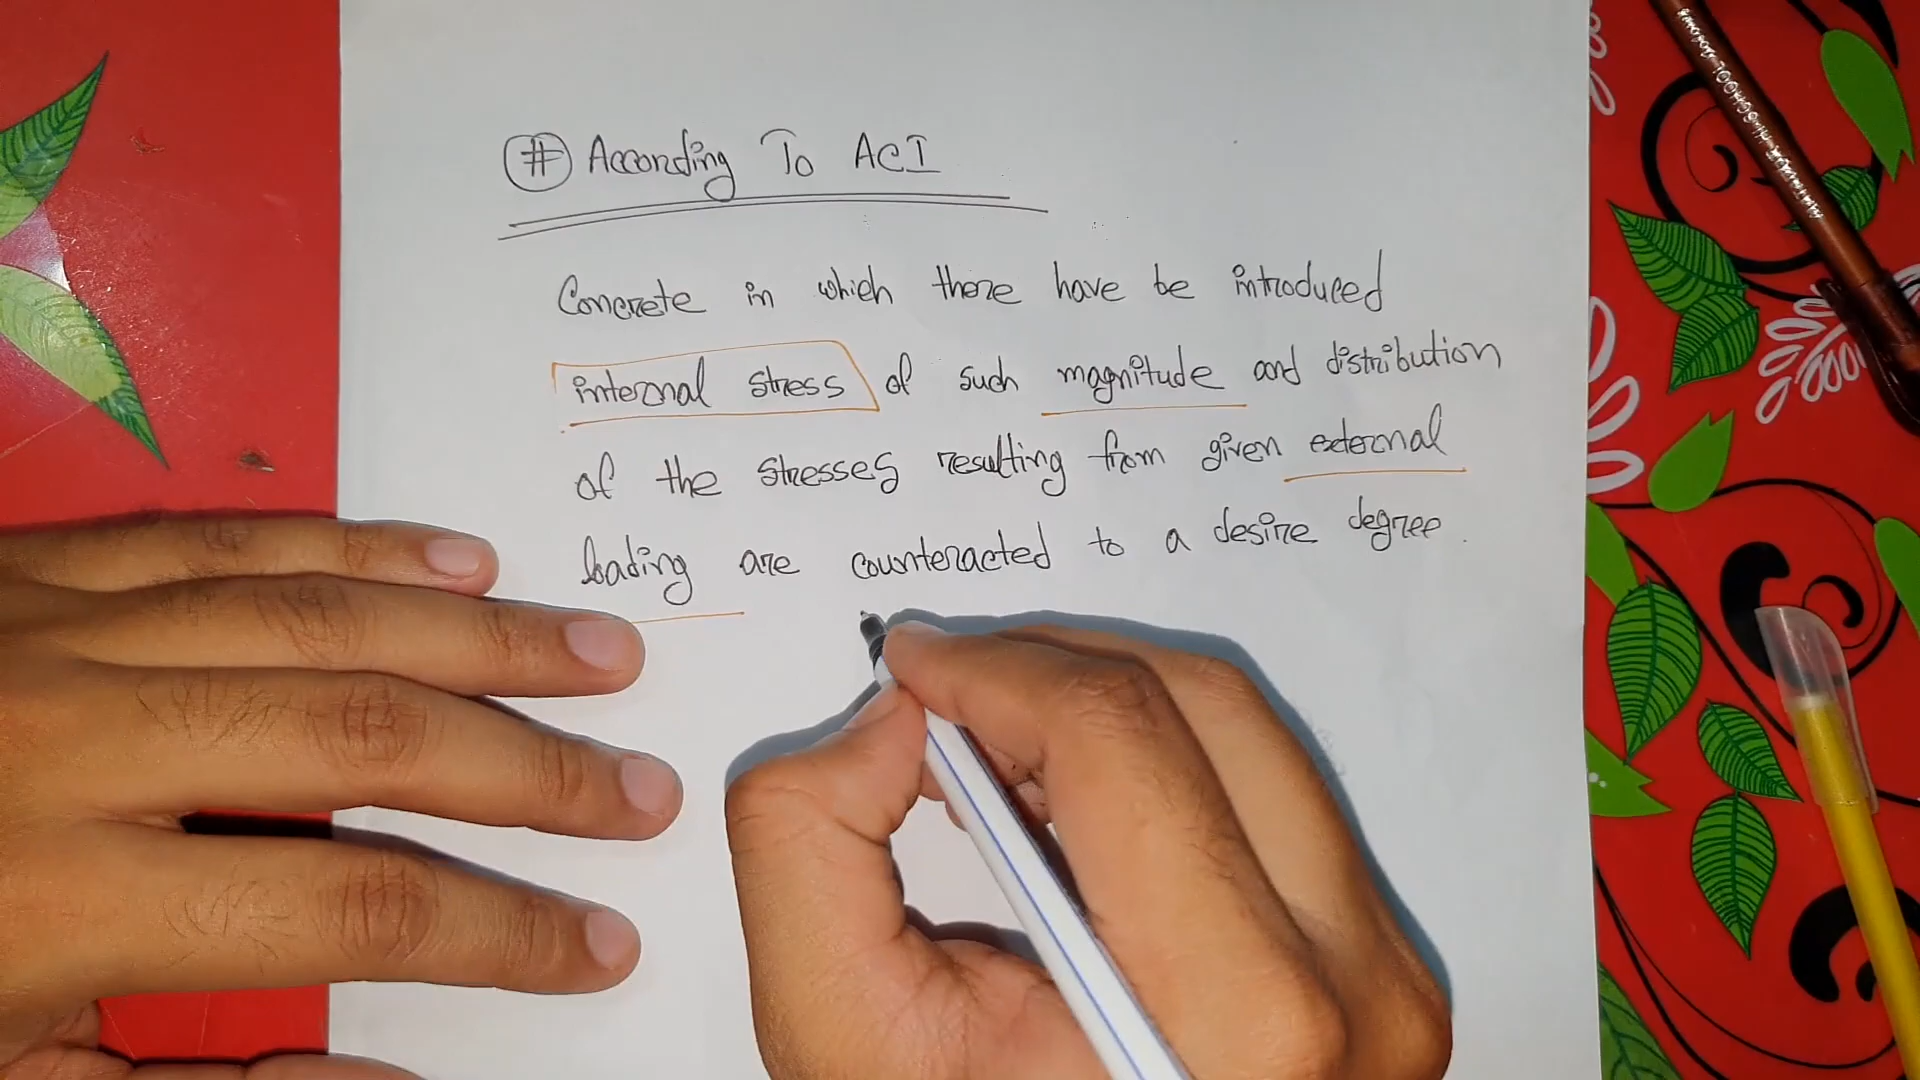 # According To ACI
Concrete in which there have be introduced
internal stress of such magnitude and distribution
of the stresses resulting from given external
loading are counteracted to a desire degree.